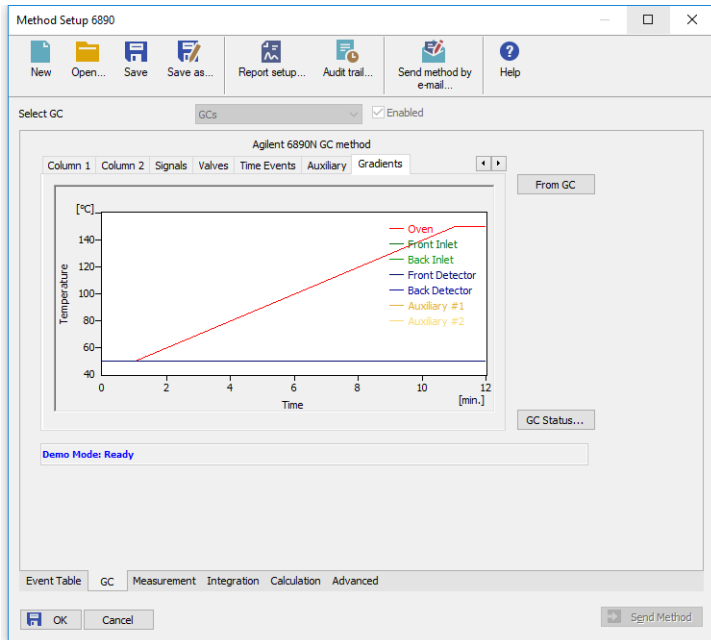 Method Setup 6890
New Open... Save Save as... Report setup... Audit trail... Send method by
e-mail...
Help
Select GC GCs Enabled
Agilent 6890N GC method
Column 1 Column 2 Signals Valves Time Events Auxiliary Gradients
From GC
[ºC]
140
120
100
80
60
40
Temperature
Oven
Front Inlet
Back Inlet
Front Detector
Back Detector
Auxiliary #1
Auxiliary #2
0 2 4 6 8 10 12
Time [min.]
GC Status...
Demo Mode: Ready
Event Table GC Measurement Integration Calculation Advanced
OK Cancel Send Method